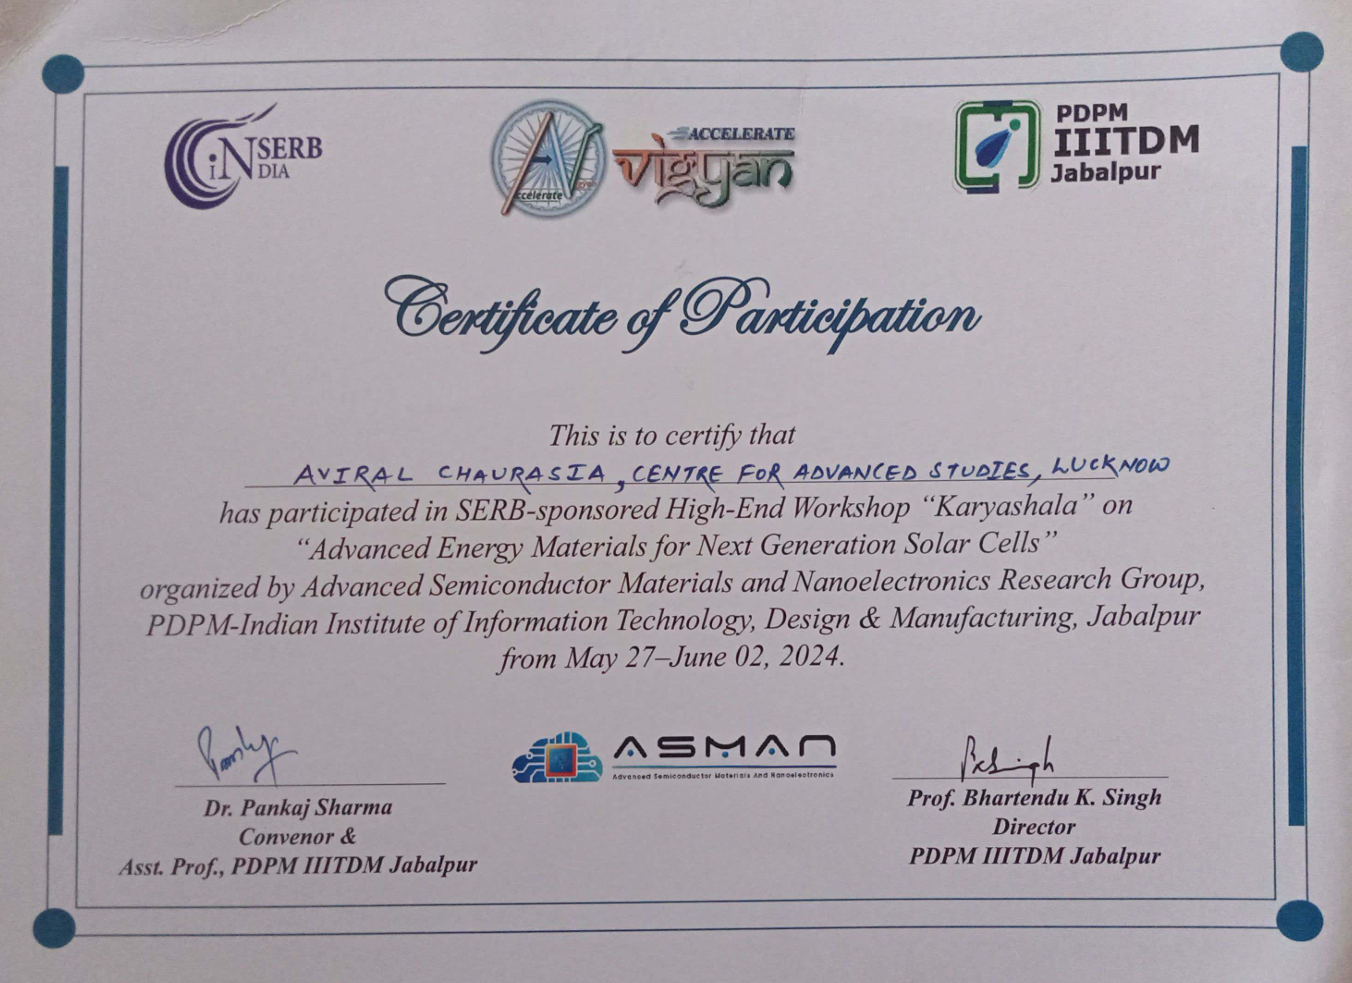 SERB
iNDIA
ccelerate
ACCELERATE
vigyan
PDPM
IIITDM
Jabalpur
Certificate of Participation
This is to certify that
AVIRAL CHAURASIA, CENTRE FOR ADVANCED STUDIES, LUCKNOW
has participated in SERB-sponsored High-End Workshop “Karyashala” on
“Advanced Energy Materials for Next Generation Solar Cells”
organized by Advanced Semiconductor Materials and Nanoelectronics Research Group,
PDPM-Indian Institute of Information Technology, Design & Manufacturing, Jabalpur
from May 27–June 02, 2024.
ASMAN
Advanced Semiconductor Materials And Nanoelectronics
Dr. Pankaj Sharma
Convenor &
Asst. Prof., PDPM IIITDM Jabalpur
Prof. Bhartendu K. Singh
Director
PDPM IIITDM Jabalpur